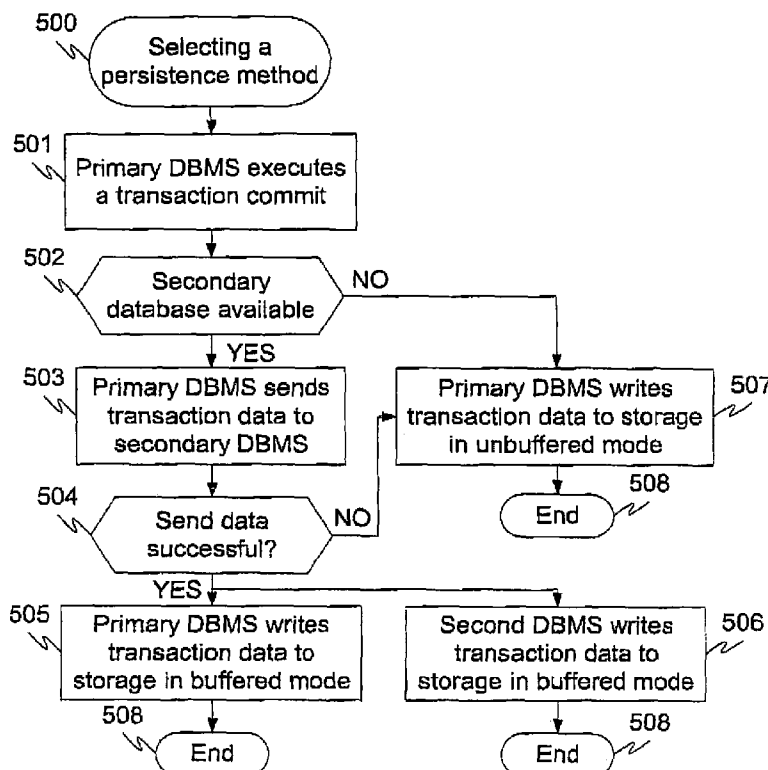 500
Selecting a
persistence method
501
Primary DBMS executes
a transaction commit
502
Secondary
database available
NO
YES
503
Primary DBMS sends
transaction data to
secondary DBMS
Primary DBMS writes
transaction data to storage
in unbuffered mode
507
504
Send data
successful?
NO
508
End
YES
505
Primary DBMS writes
transaction data to
storage in buffered mode
Second DBMS writes
transaction data to
storage in buffered mode
506
508
End
508
End